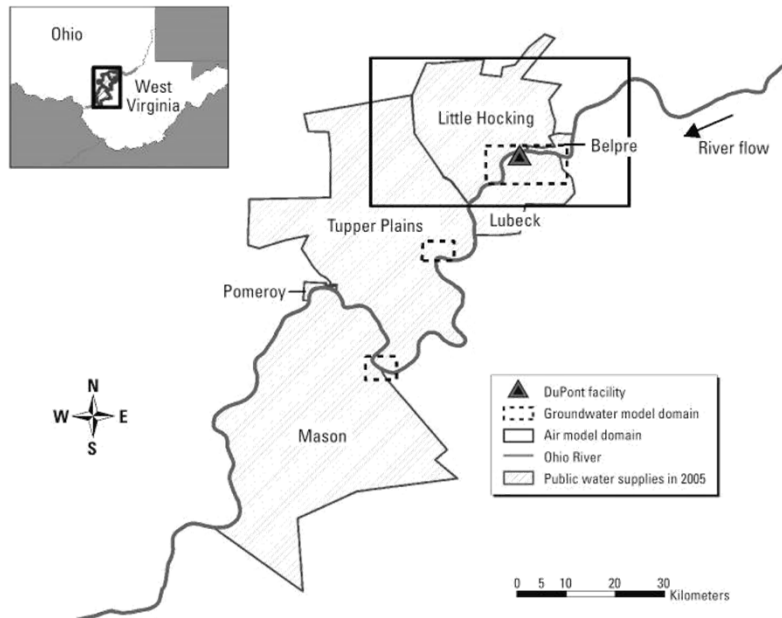 Ohio
West
Virginia
Little Hocking
Belpre
River flow
Lubeck
Tupper Plains
Pomeroy
Mason
N
W E
S
DuPont facility
Groundwater model domain
Air model domain
Ohio River
Public water supplies in 2005
0 5 10 20 30
Kilometers